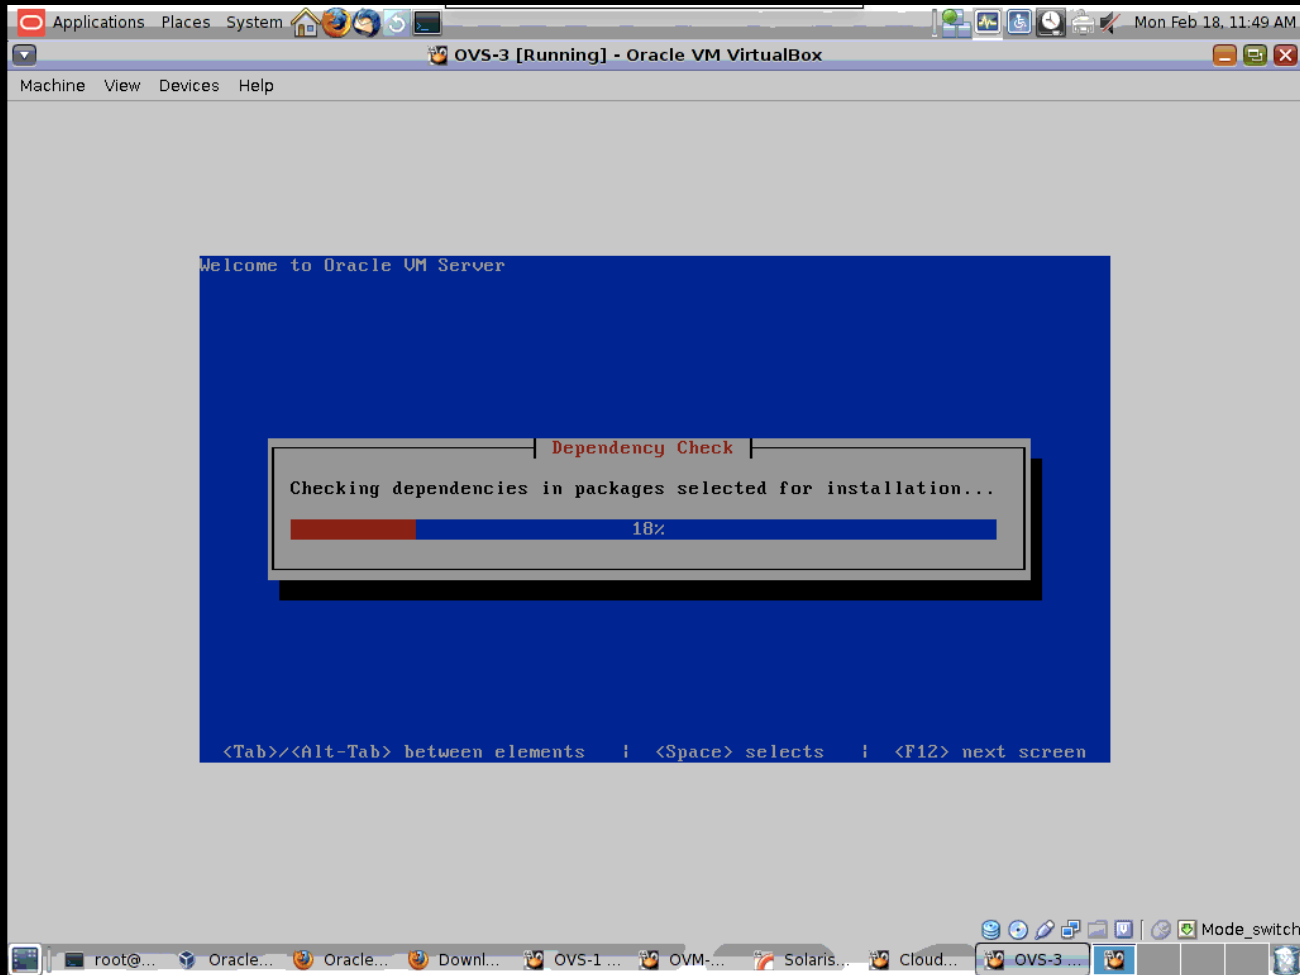 Applications Places System Mon Feb 18, 11:49 AM
OVS-3 [Running] - Oracle VM VirtualBox
Machine View Devices Help
Welcome to Oracle VM Server
Dependency Check
Checking dependencies in packages selected for installation...
18%
<Tab>/<Alt-Tab> between elements | <Space> selects | <F12> next screen
Mode_switch
root@... Oracle... Oracle... Downl... OVS-1 ... OVM-... Solaris... Cloud... OVS-3 ...